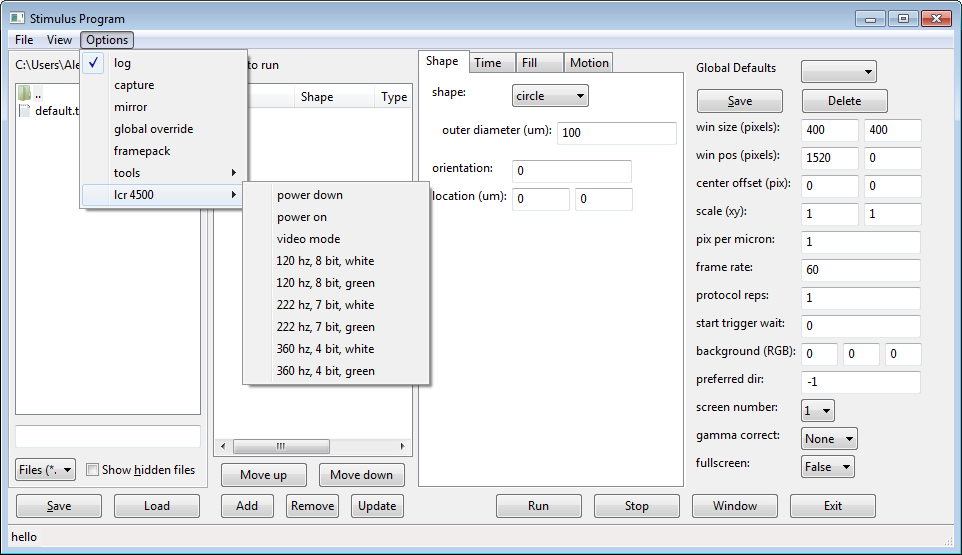 Stimulus Program
File View Options
C:\Users\Ale
to run
..
default.t
log
capture
mirror
global override
framepack
tools
lcr 4500
power down
power on
video mode
120 hz, 8 bit, white
120 hz, 8 bit, green
222 hz, 7 bit, white
222 hz, 7 bit, green
360 hz, 4 bit, white
360 hz, 4 bit, green
Shape Type
Files (*.
Show hidden files
Move up Move down
Shape Time Fill Motion
shape: circle
outer diameter (um): 100
orientation: 0
location (um): 0 0
Global Defaults
Save Delete
win size (pixels): 400 400
win pos (pixels): 1520 0
center offset (pix): 0 0
scale (xy): 1 1
pix per micron: 1
frame rate: 60
protocol reps: 1
start trigger wait: 0
background (RGB): 0 0 0
preferred dir: -1
screen number: 1
gamma correct: None
fullscreen: False
Save Load Add Remove Update Run Stop Window Exit
hello